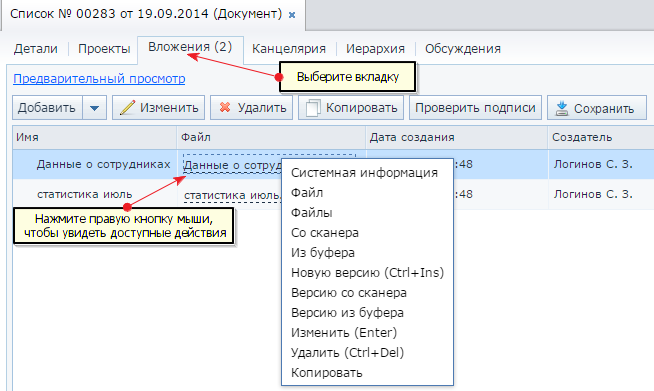 Список № 00283 от 19.09.2014 (Документ) ×
Детали Проекты Вложения (2) Канцелярия Иерархия Обсуждения
Выберите вкладку
Предварительный просмотр
Добавить Изменить Удалить Копировать Проверить подписи Сохранить
Имя Файл Дата создания Создатель
Данные о сотрудниках Данные о сотруд :48 Логинов С. З.
статистика июль статистика июль. :48 Логинов С. З.
Нажмите правую кнопку мыши,
чтобы увидеть доступные действия
Системная информация
Файл
Файлы
Со сканера
Из буфера
Новую версию (Ctrl+Ins)
Версию со сканера
Версию из буфера
Изменить (Enter)
Удалить (Ctrl+Del)
Копировать